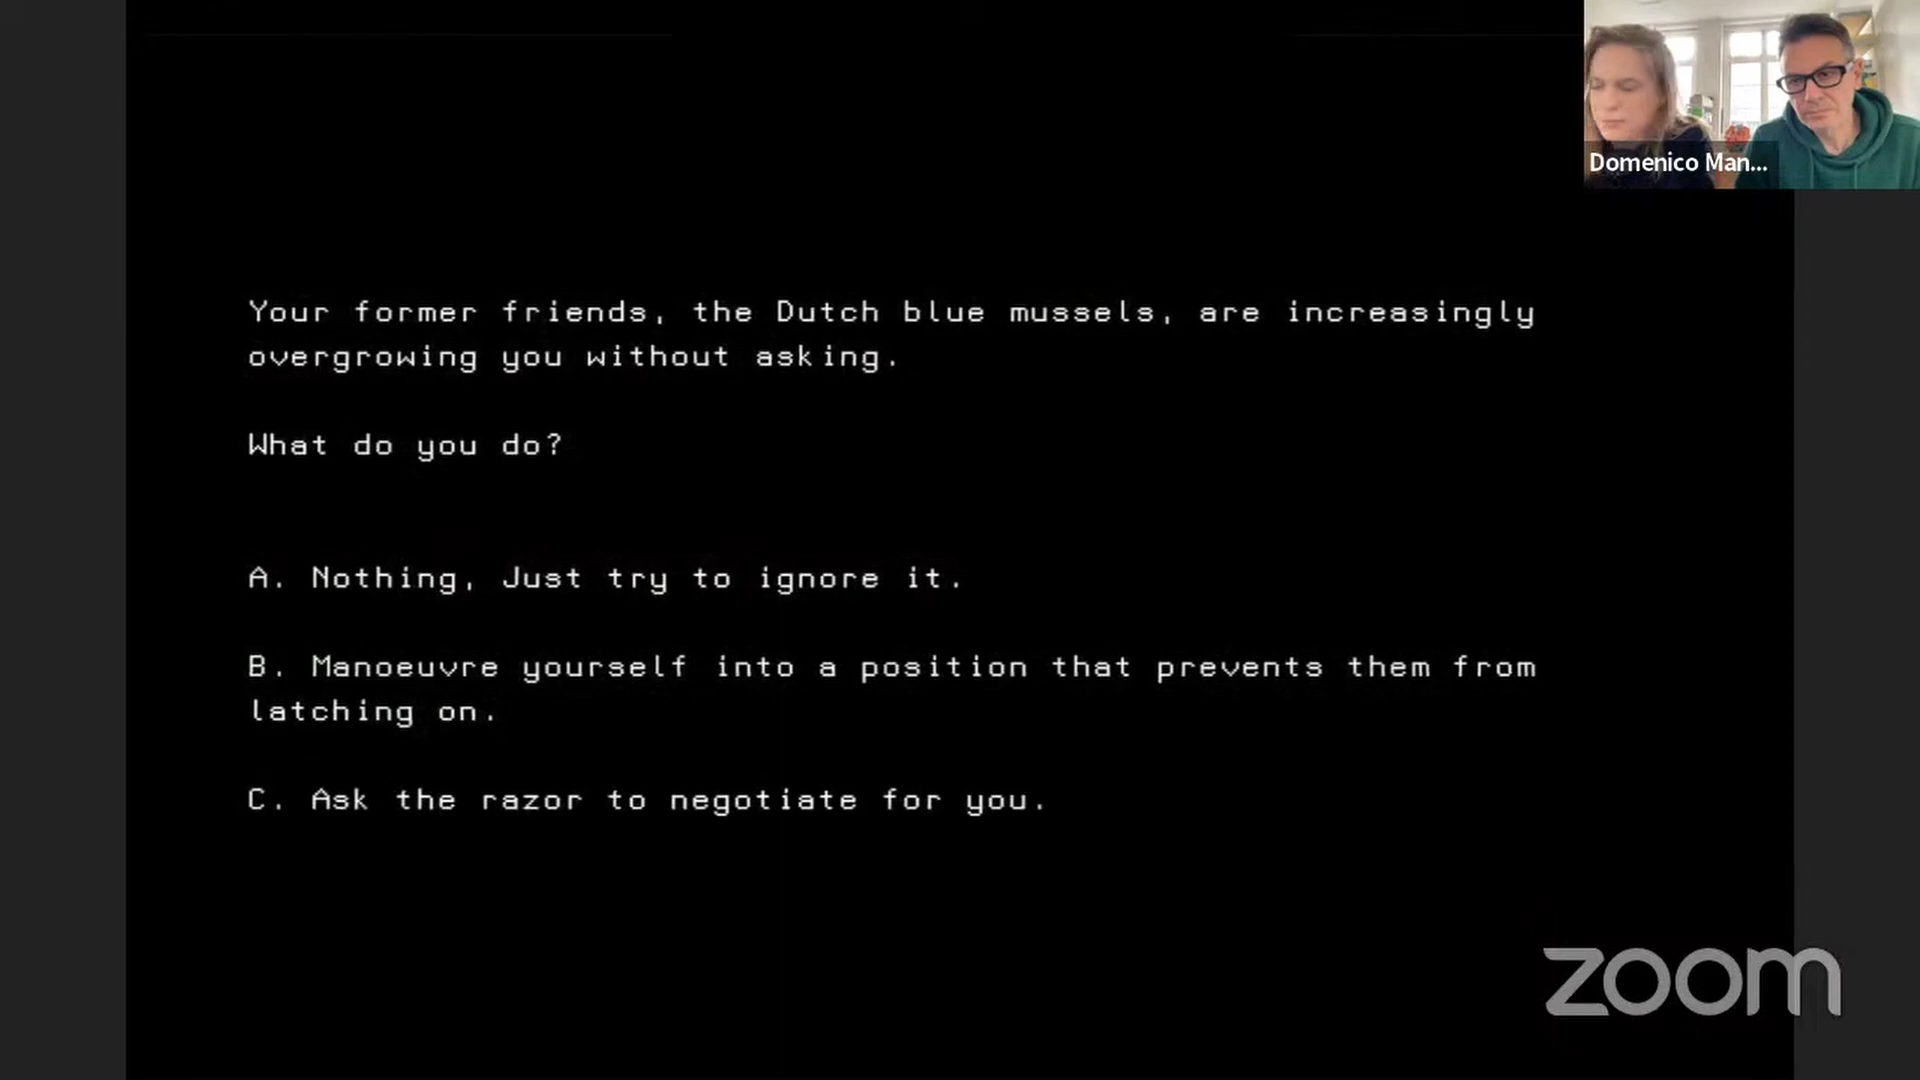 Domenico Man...
Your former friends, the Dutch blue mussels, are increasingly
overgrowing you without asking.
What do you do?
A. Nothing, Just try to ignore it.
B. Manoeuvre yourself into a position that prevents them from
latching on.
C. Ask the razor to negotiate for you.
zoom